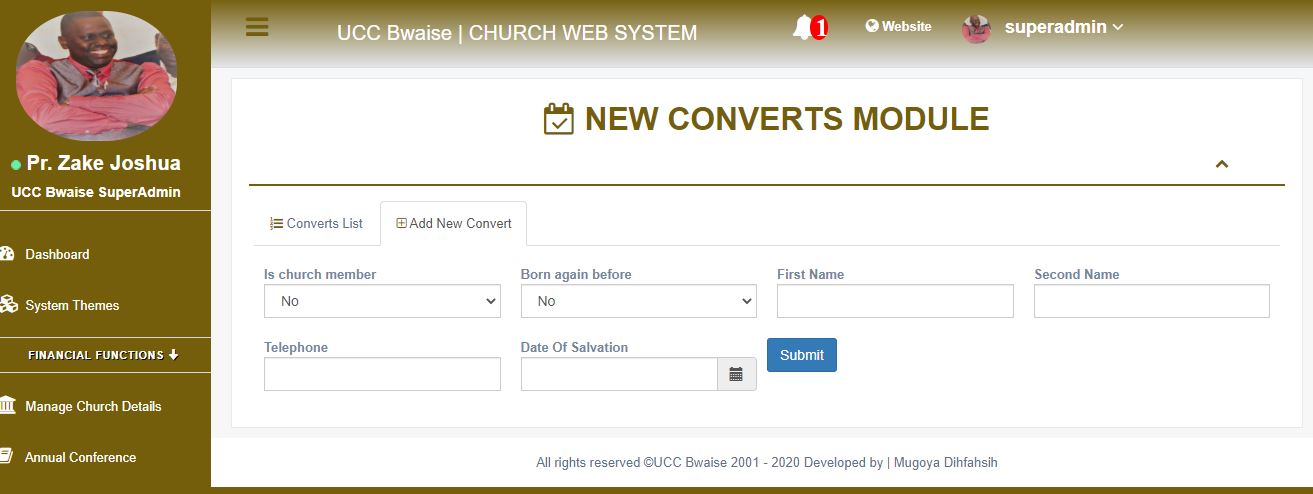 UCC Bwaise | CHURCH WEB SYSTEM
1
Website
superadmin
Pr. Zake Joshua
UCC Bwaise SuperAdmin
Dashboard
System Themes
FINANCIAL FUNCTIONS
Manage Church Details
Annual Conference
NEW CONVERTS MODULE
Converts List
Add New Convert
Is church member
Born again before
First Name
Second Name
No
No
Telephone
Date Of Salvation
Submit
All rights reserved ©UCC Bwaise 2001 - 2020 Developed by | Mugoya Dihfahsih